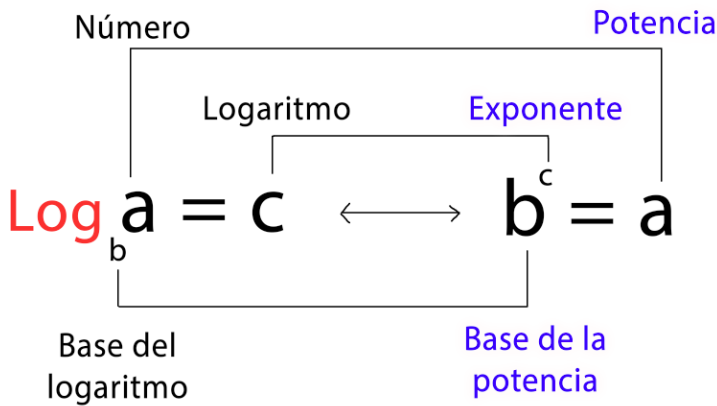 Número Potencia
Logaritmo Exponente
Log_b a = c ⟷ b^c = a
Base del logaritmo
Base de la potencia